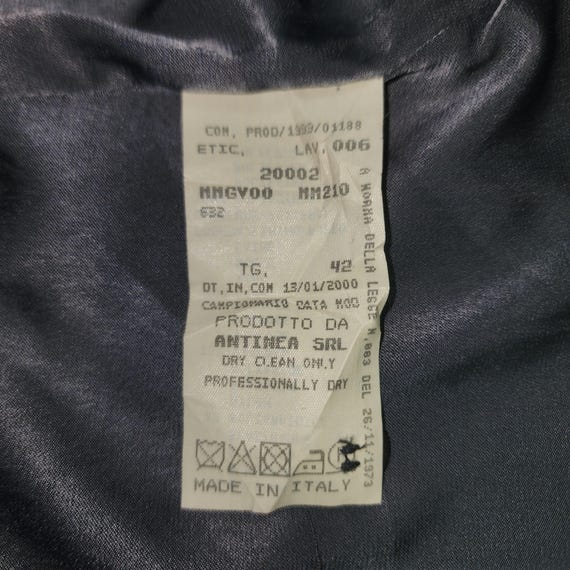 COM. PROD/1999/01188
ETIC. LAV. 006
20002
MMGV00 MM210
632
TG. 42
DT.IN.COM 13/01/2000
CAMPIONARIO DATA MOD
PRODOTTO DA
ANTINEA SRL
DRY CLEAN ONLY
PROFESSIONALLY DRY
MADE IN ITALY
A NORMA DELLA LEGGE N.883 DEL 26/11/1973